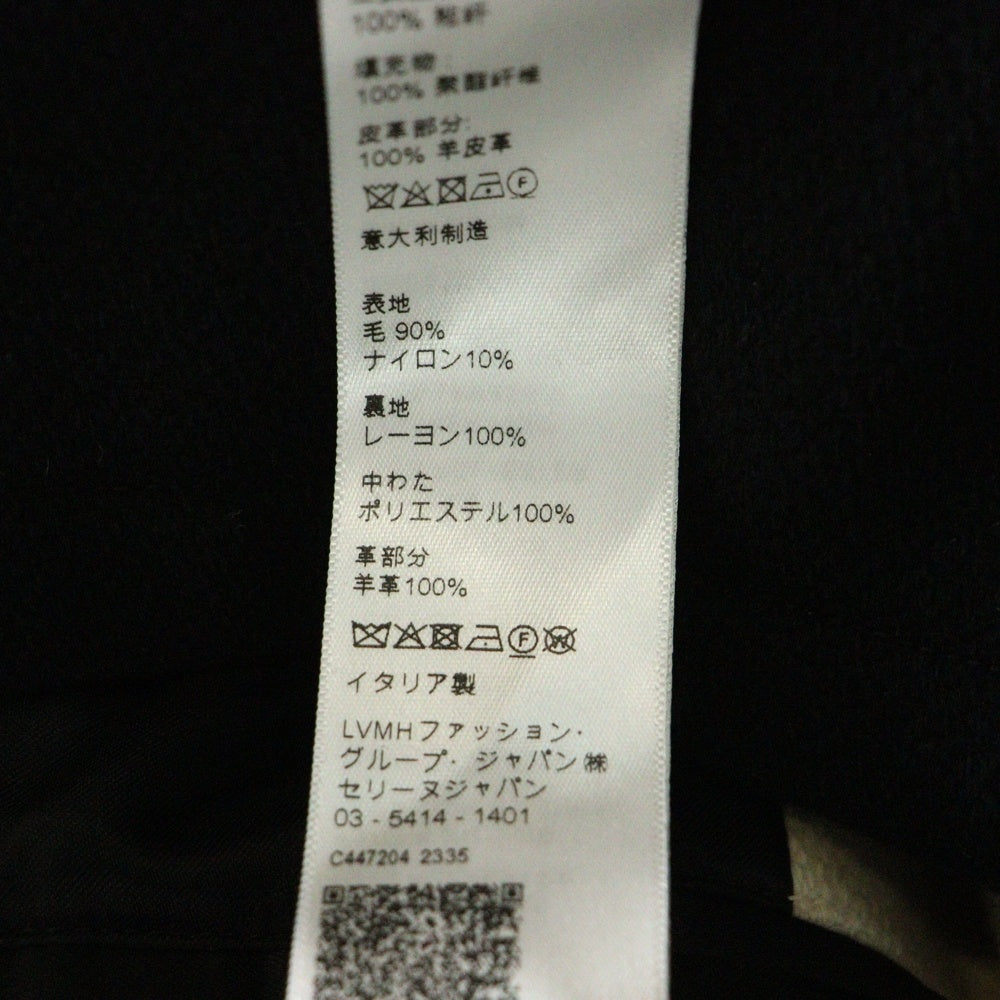 100%
填充物:
100% 聚酯纤维
皮革部分:
100% 羊皮革
F
意大利制造
表地
毛 90%
ナイロン10%
裏地
レーヨン100%
中わた
ポリエステル100%
革部分
羊革100%
F W
イタリア製
LVMHファッション・
グループ・ジャパン㈱
セリーヌジャパン
03 - 5414 - 1401
C447204 2335